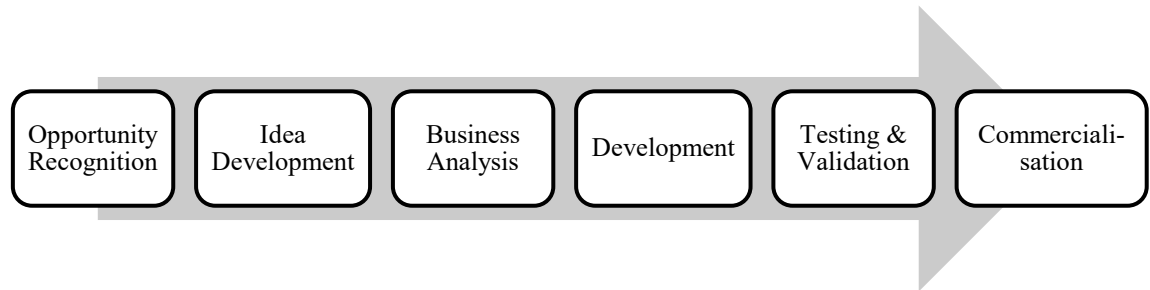 Opportunity
Recognition
Idea
Development
Business
Analysis
Development
Testing &
Validation
Commerciali-
sation